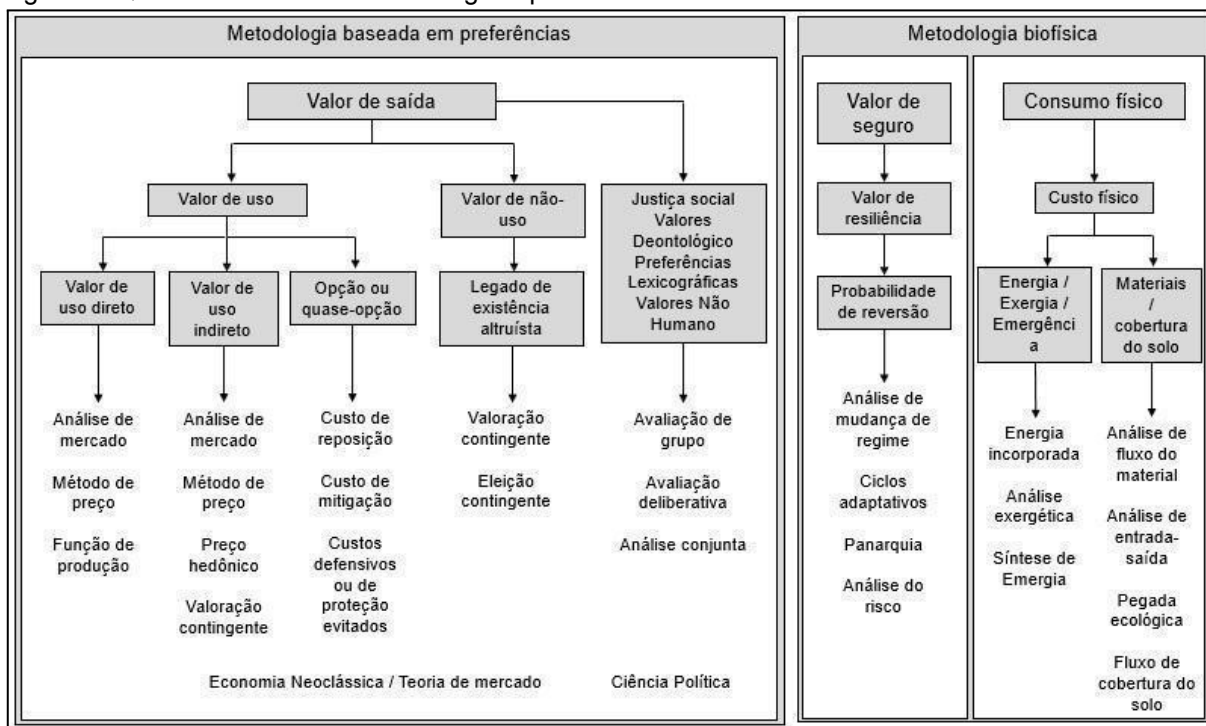 Metodologia baseada em preferências
Valor de saída
Valor de uso
Valor de não-
uso
Justiça social
Valores
Deontológico
Preferências
Lexicográficas
Valores Não
Humano
Valor de
uso direto
Valor de
uso
indireto
Opção ou
quase-opção
Legado de
existência
altruísta
Análise de
mercado
Método de
preço
Função de
produção
Análise de
mercado
Método de
preço
Preço
hedônico
Valoração
contingente
Custo de
reposição
Custo de
mitigação
Custos
defensivos
ou de
proteção
evitados
Valoração
contingente
Eleição
contingente
Avaliação de
grupo
Avaliação
deliberativa
Análise conjunta
Economia Neoclássica / Teoria de mercado
Ciência Política
Metodologia biofísica
Valor de
seguro
Valor de
resiliência
Probabilidade
de reversão
Análise de
mudança de
regime
Ciclos
adaptativos
Panarquia
Análise do
risco
Consumo físico
Custo físico
Energia /
Exergia /
Emergênci
a
Materiais
/
cobertura
do solo
Energia
incorporada
Análise
exergética
Síntese de
Emergia
Análise de
fluxo do
material
Análise de
entrada-
saída
Pegada
ecológica
Fluxo de
cobertura do
solo